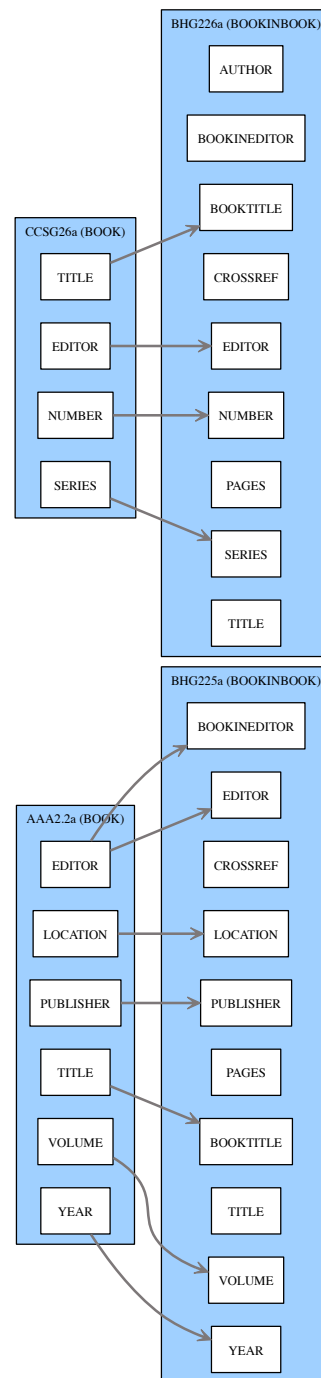 BHG226a (BOOKINBOOK)
AUTHOR
BOOKINEDITOR
BOOKTITLE
CROSSREF
EDITOR
NUMBER
PAGES
SERIES
TITLE
CCSG26a (BOOK)
TITLE
EDITOR
NUMBER
SERIES
BHG225a (BOOKINBOOK)
BOOKINEDITOR
EDITOR
CROSSREF
LOCATION
PUBLISHER
PAGES
BOOKTITLE
TITLE
VOLUME
YEAR
AAA2.2a (BOOK)
EDITOR
LOCATION
PUBLISHER
TITLE
VOLUME
YEAR